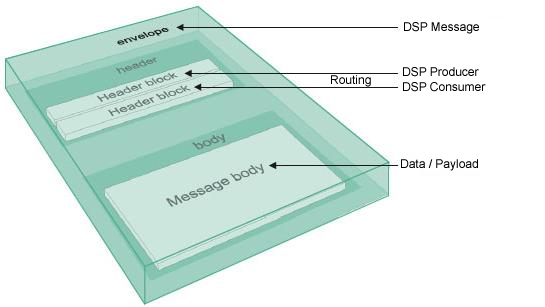 envelope
DSP Message
header
Header block
DSP Producer
Routing
Header block
DSP Consumer
body
Message body
Data / Payload